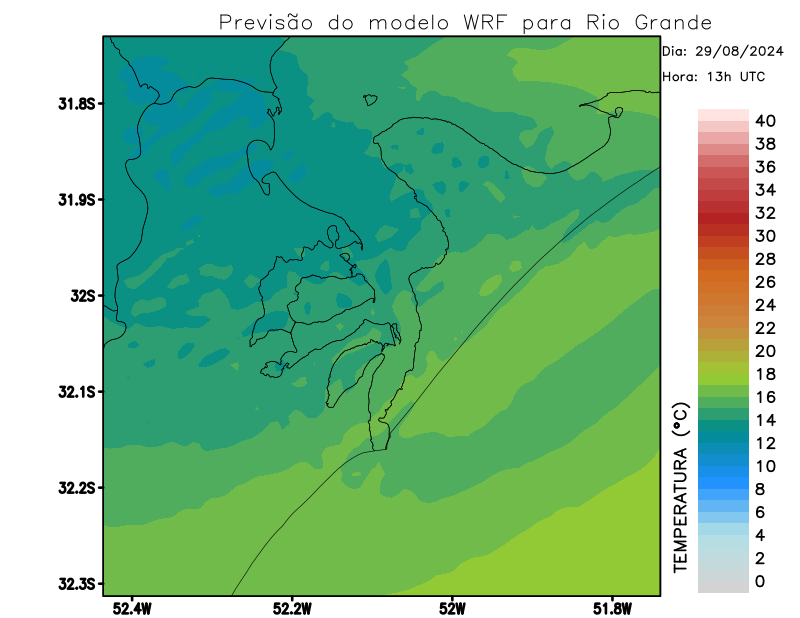 Previsão do modelo WRF para Rio Grande
Dia: 29/08/2024
Hora: 13h UTC
31.8S
31.9S
32S
32.1S
32.2S
32.3S
52.4W
52.2W
52W
51.8W
TEMPERATURA (°C)
40
38
36
34
32
30
28
26
24
22
20
18
16
14
12
10
8
6
4
2
0